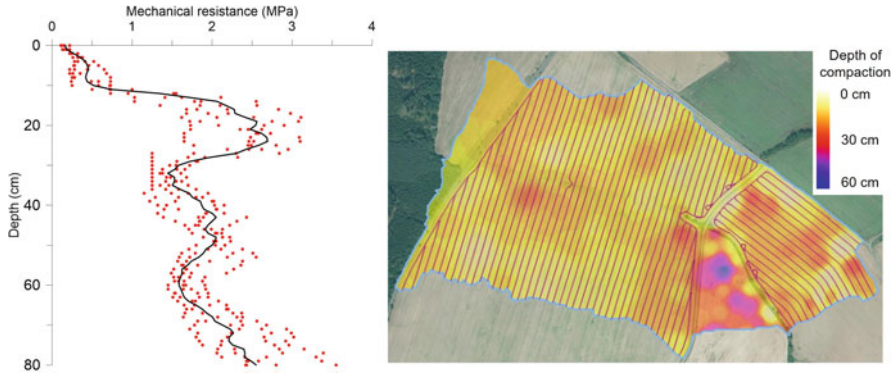 Mechanical resistance (MPa)
0 1 2 3 4
0
20
40
60
80
Depth (cm)
Depth of
compaction
0 cm
30 cm
60 cm